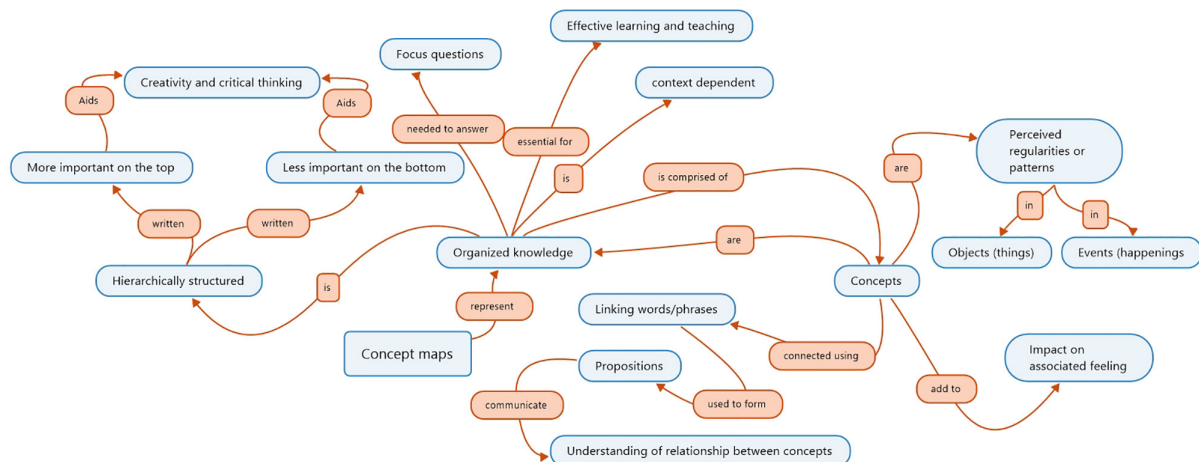 Effective learning and teaching
Focus questions
Creativity and critical thinking
context dependent
Aids
Aids
needed to answer
essential for
Perceived
regularities or
patterns
More important on the top
Less important on the bottom
are
is
is comprised of
written
written
in
in
are
Organized knowledge
Objects (things)
Events (happenings
Hierarchically structured
is
Concepts
represent
Linking words/phrases
Concept maps
connected using
Impact on
associated feeling
Propositions
add to
communicate
used to form
Understanding of relationship between concepts